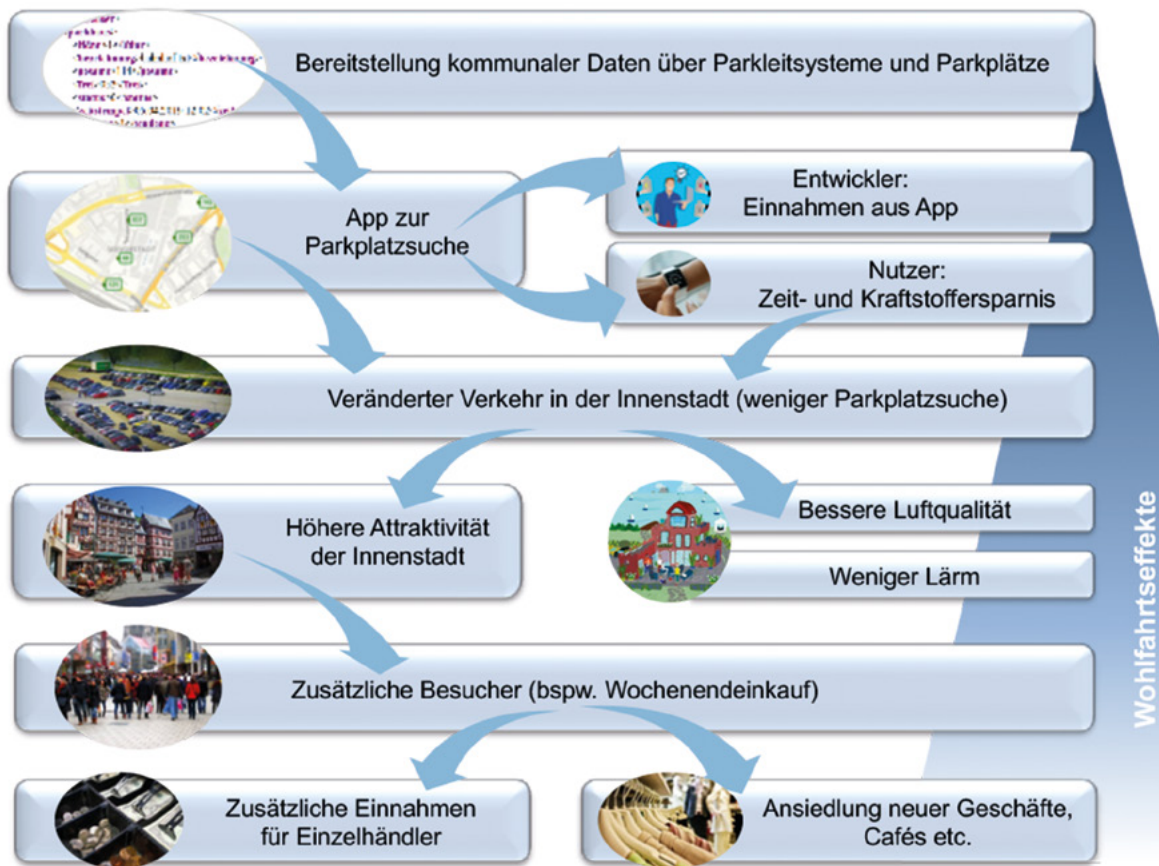 Bereitstellung kommunaler Daten über Parkleitsysteme und Parkplätze
App zur
Parkplatzsuche
Entwickler:
Einnahmen aus App
Nutzer:
Zeit- und Kraftstoffersparnis
Veränderter Verkehr in der Innenstadt (weniger Parkplatzsuche)
Höhere Attraktivität
der Innenstadt
Bessere Luftqualität
Weniger Lärm
Zusätzliche Besucher (bspw. Wochenendeinkauf)
Zusätzliche Einnahmen
für Einzelhändler
Ansiedlung neuer Geschäfte,
Cafés etc.
Wohlfahrtseffekte